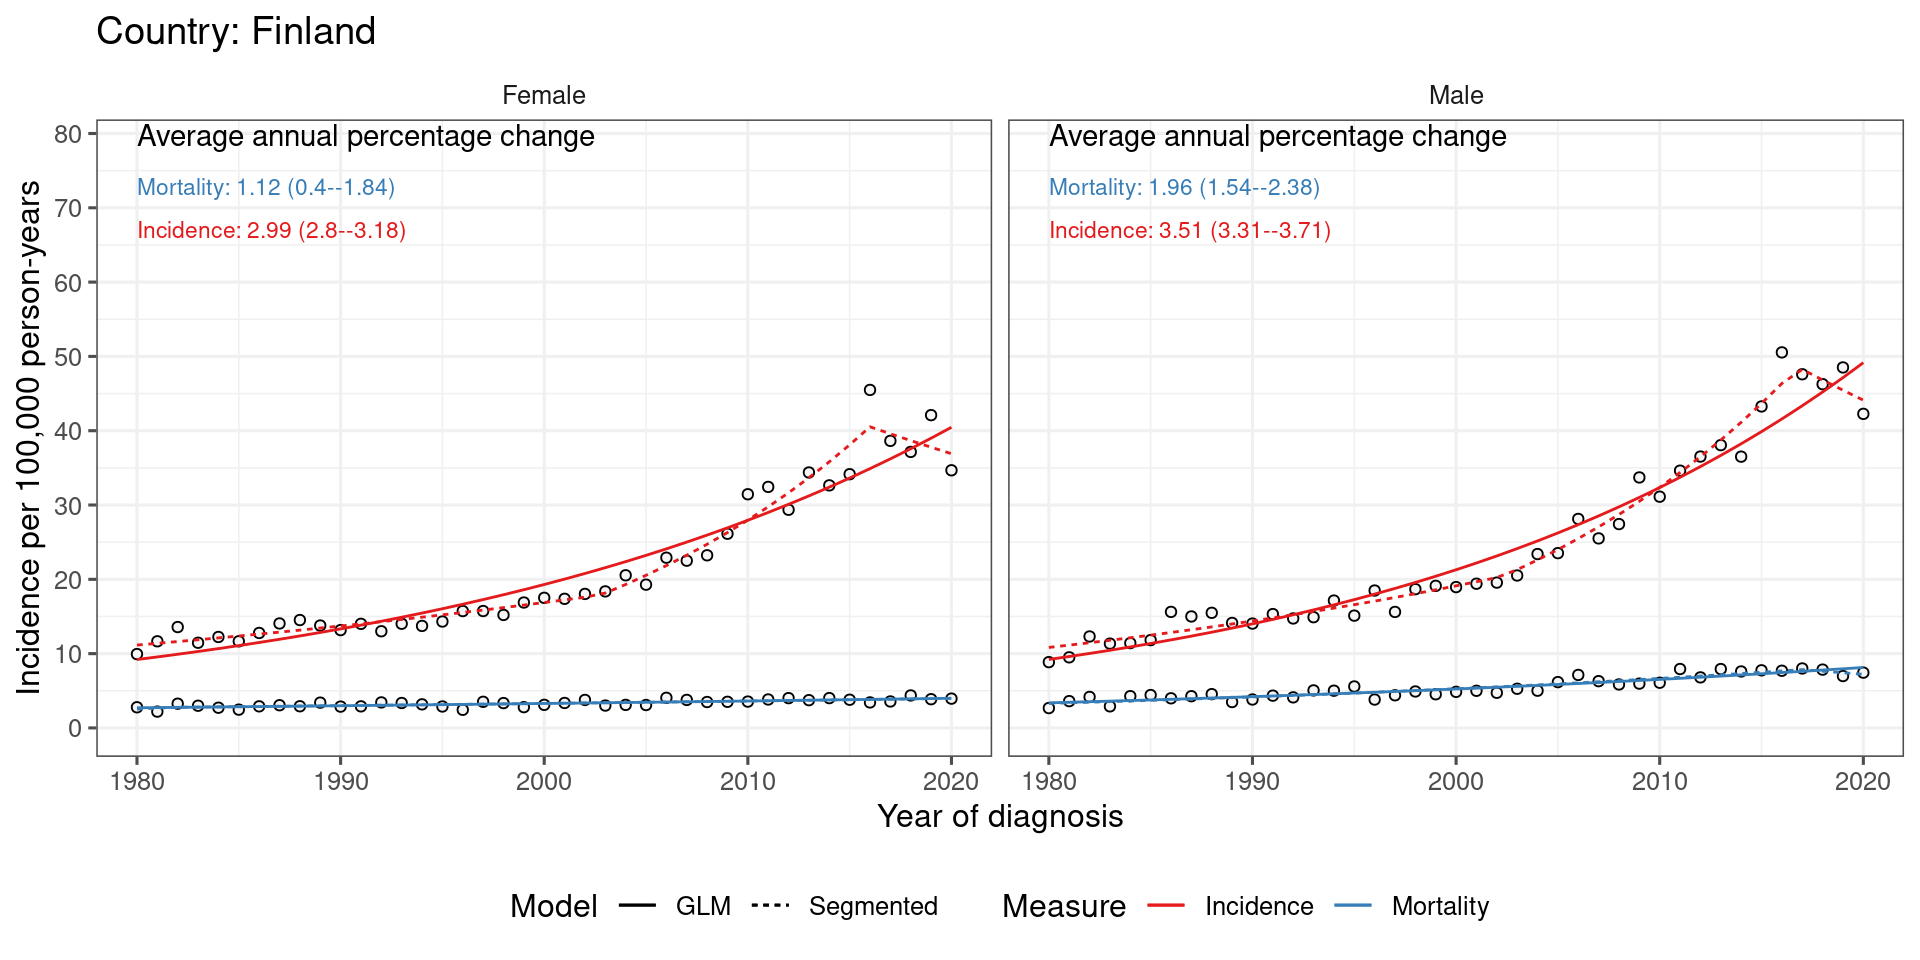 Country: Finland
Female
Male
Average annual percentage change
Mortality: 1.12 (0.4--1.84)
Incidence: 2.99 (2.8--3.18)
Average annual percentage change
Mortality: 1.96 (1.54--2.38)
Incidence: 3.51 (3.31--3.71)
Incidence per 100,000 person-years
80
70
60
50
40
30
20
10
0
1980 1990 2000 2010 2020
1980 1990 2000 2010 2020
Year of diagnosis
Model GLM Segmented Measure Incidence Mortality